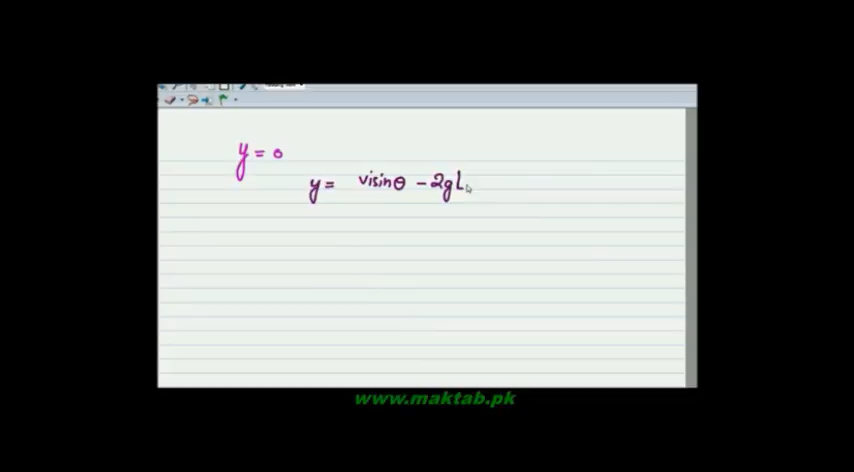 y = 0
y = visinθ - 2gL
www.maktab.pk